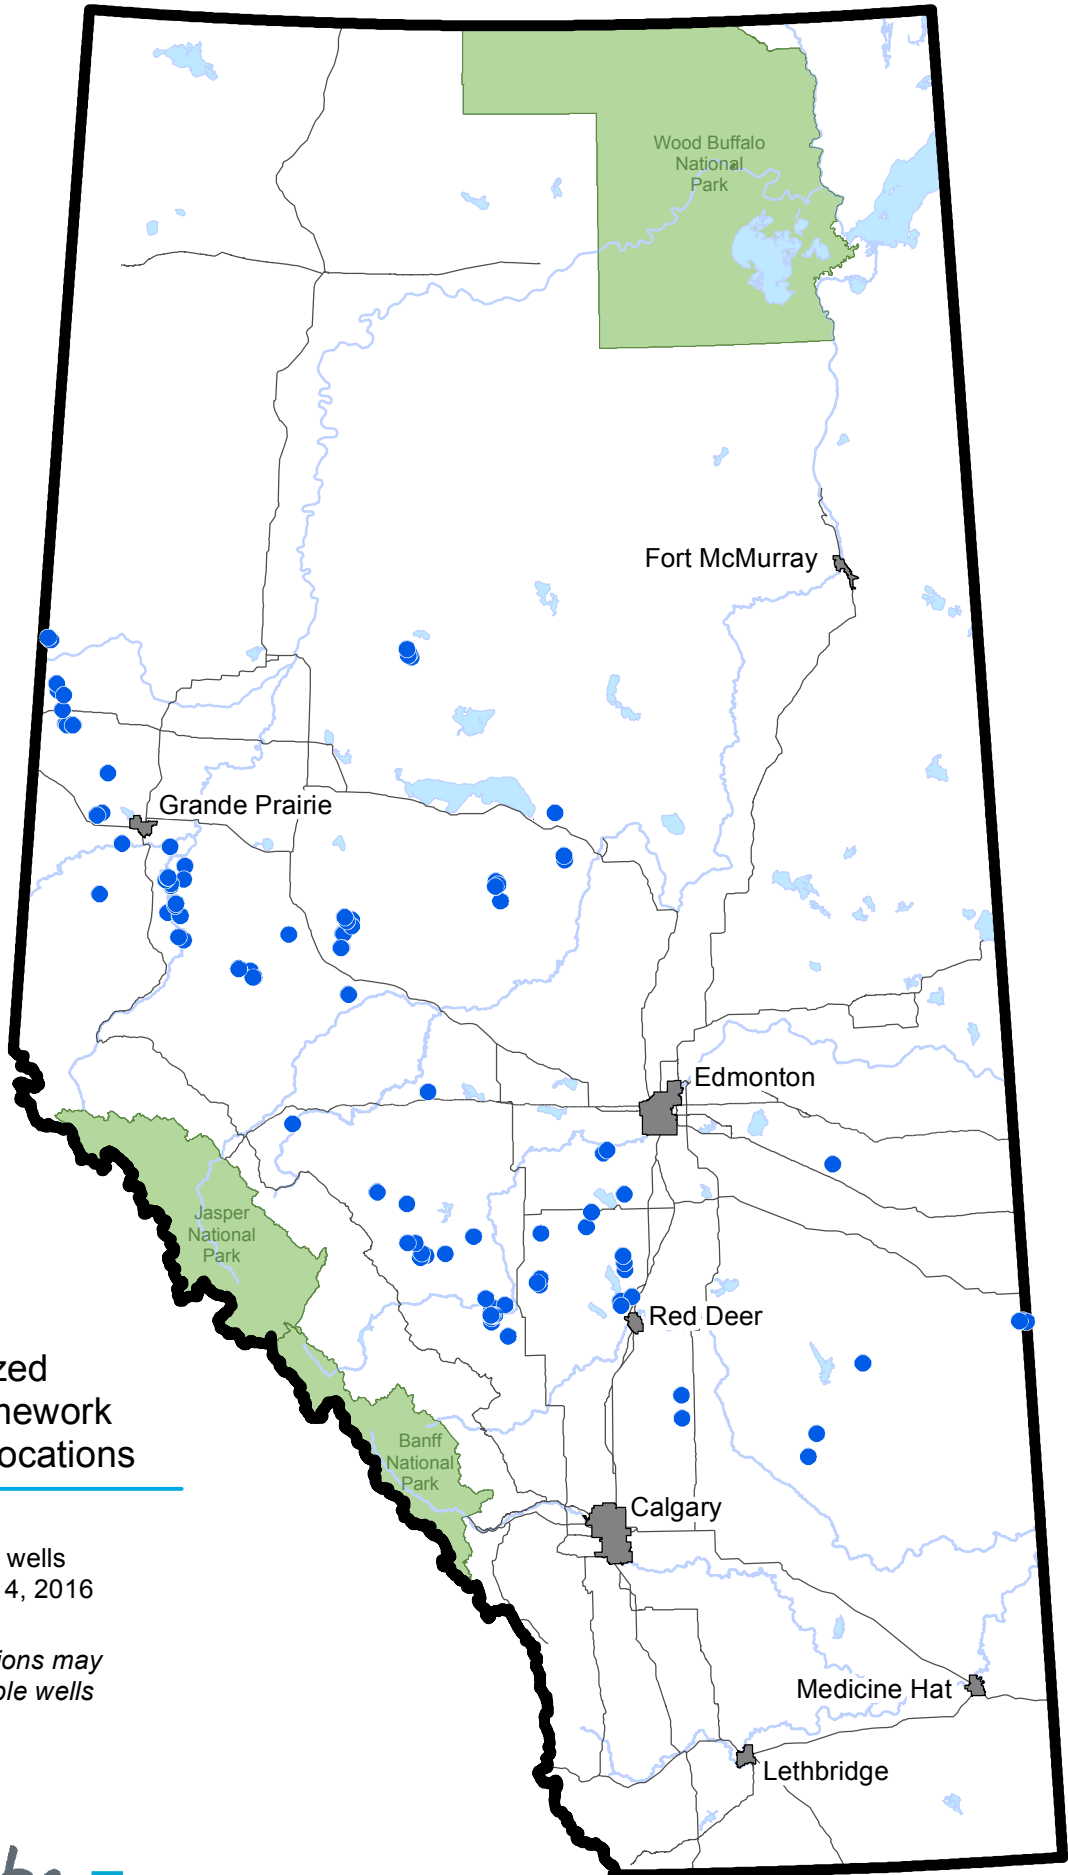 Wood Buffalo
National
Park
Fort McMurray
Grande Prairie
Edmonton
Jasper
National
Park
Red Deer
Banff
National
Park
Calgary
Medicine Hat
Lethbridge
zed
nework
ocations
wells
4, 2016
ions may
ple wells